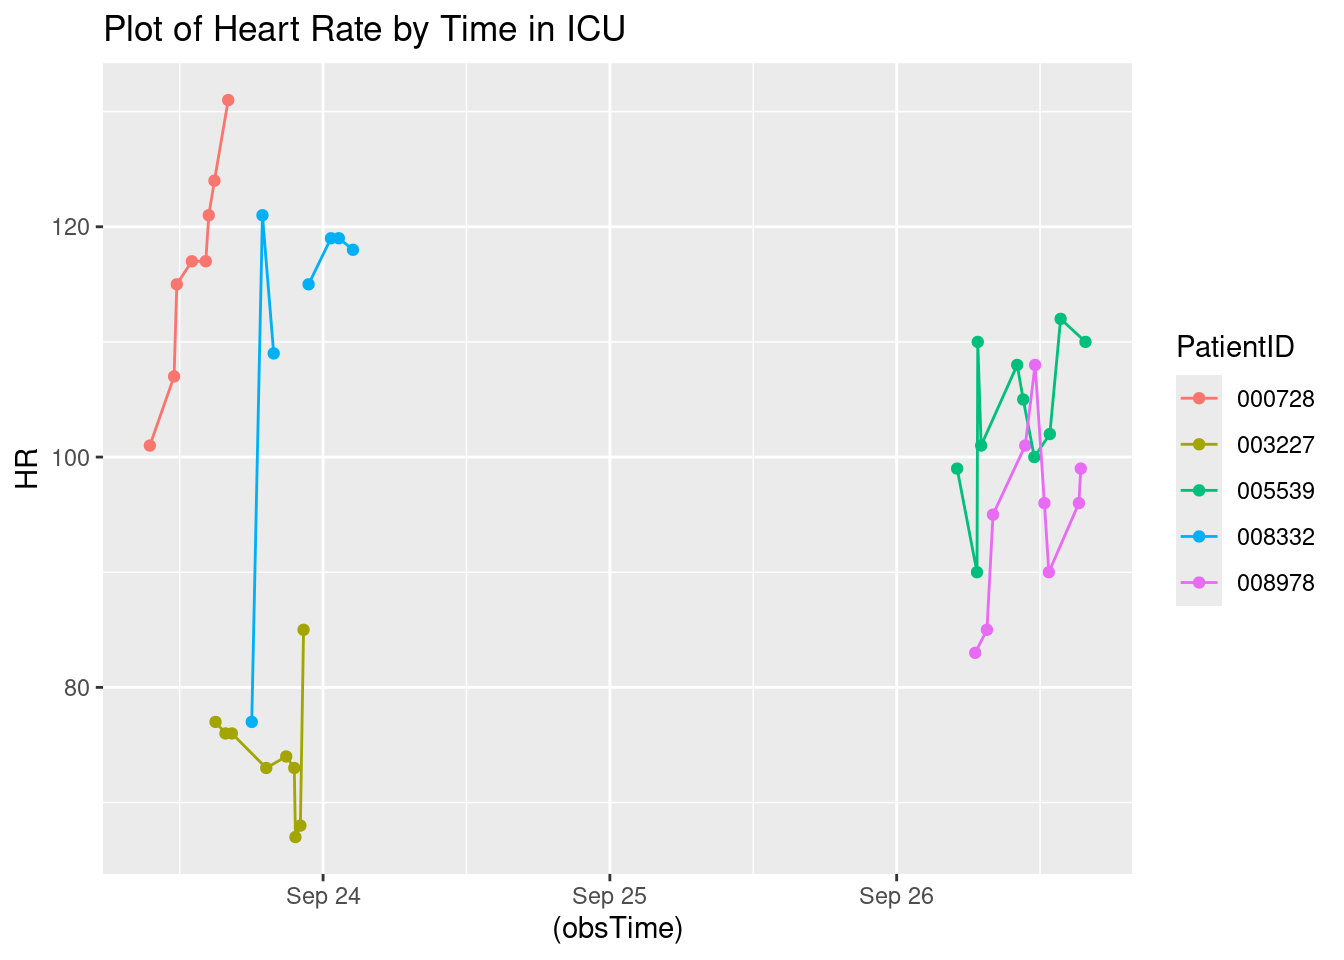 Plot of Heart Rate by Time in ICU
HR
120
100
80
Sep 24
Sep 25
Sep 26
(obsTime)
PatientID
000728
003227
005539
008332
008978